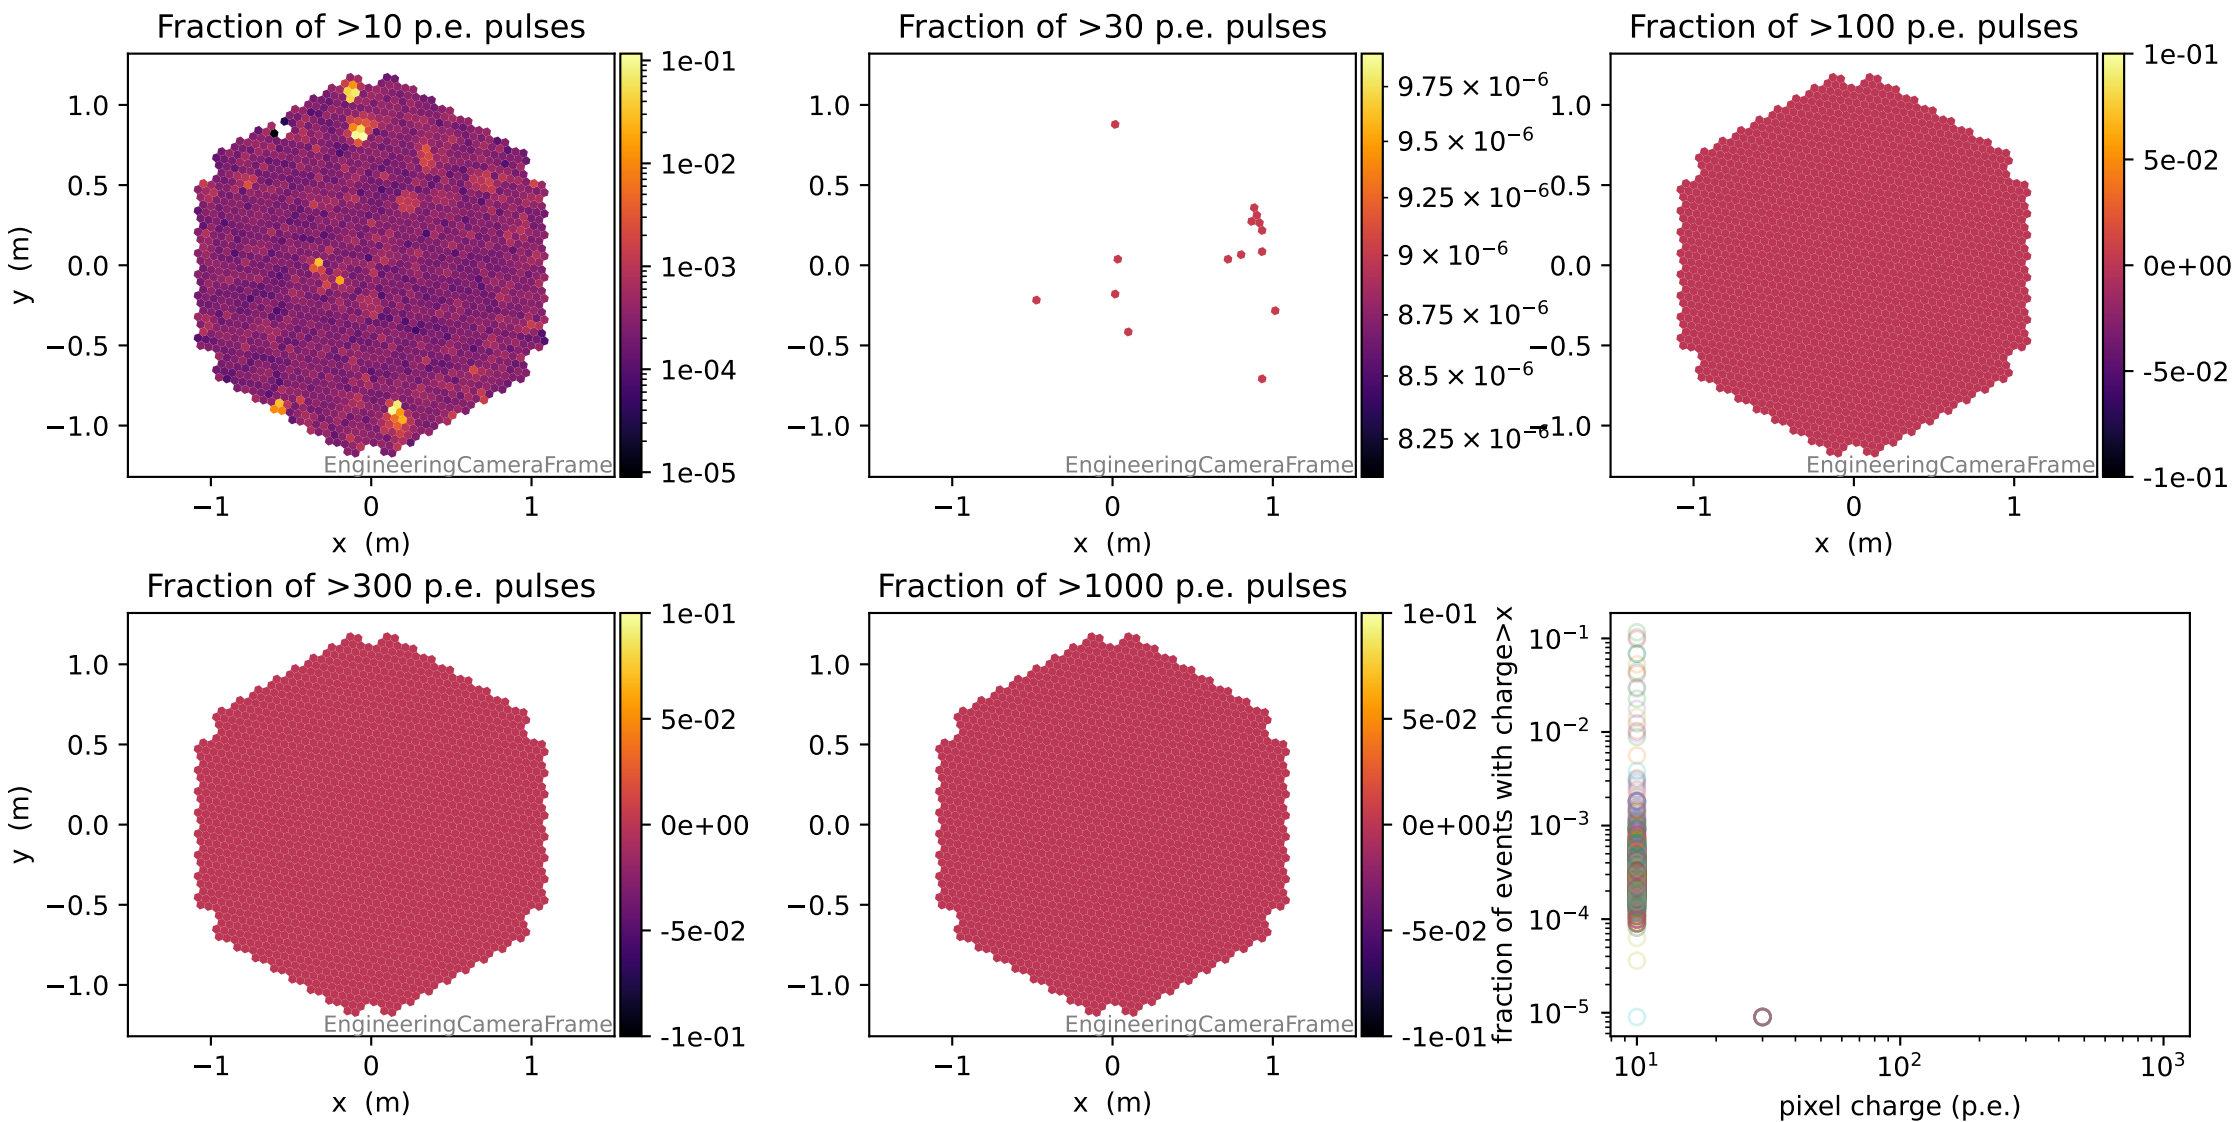 Fraction of >10 p.e. pulses
1.0
0.5
0.0
−0.5
−1.0
y (m)
−1
0
1
x (m)
EngineeringCameraFrame
1e-01
1e-02
1e-03
1e-04
1e-05
Fraction of >30 p.e. pulses
1.0
0.5
0.0
−0.5
−1.0
−1
0
1
x (m)
EngineeringCameraFrame
9.75 × 10⁻⁶
9.5 × 10⁻⁶
9.25 × 10⁻⁶
9 × 10⁻⁶
8.75 × 10⁻⁶
8.5 × 10⁻⁶
8.25 × 10⁻⁶
Fraction of >100 p.e. pulses
1.0
0.5
0.0
−0.5
−1.0
−1
0
1
x (m)
EngineeringCameraFrame
1e-01
5e-02
0e+00
-5e-02
-1e-01
Fraction of >300 p.e. pulses
1.0
0.5
0.0
−0.5
−1.0
y (m)
−1
0
1
x (m)
EngineeringCameraFrame
1e-01
5e-02
0e+00
-5e-02
-1e-01
Fraction of >1000 p.e. pulses
1.0
0.5
0.0
−0.5
−1.0
−1
0
1
x (m)
EngineeringCameraFrame
1e-01
5e-02
0e+00
-5e-02
-1e-01
fraction of events with charge>x
10⁻¹
10⁻²
10⁻³
10⁻⁴
10⁻⁵
10¹
10²
10³
pixel charge (p.e.)